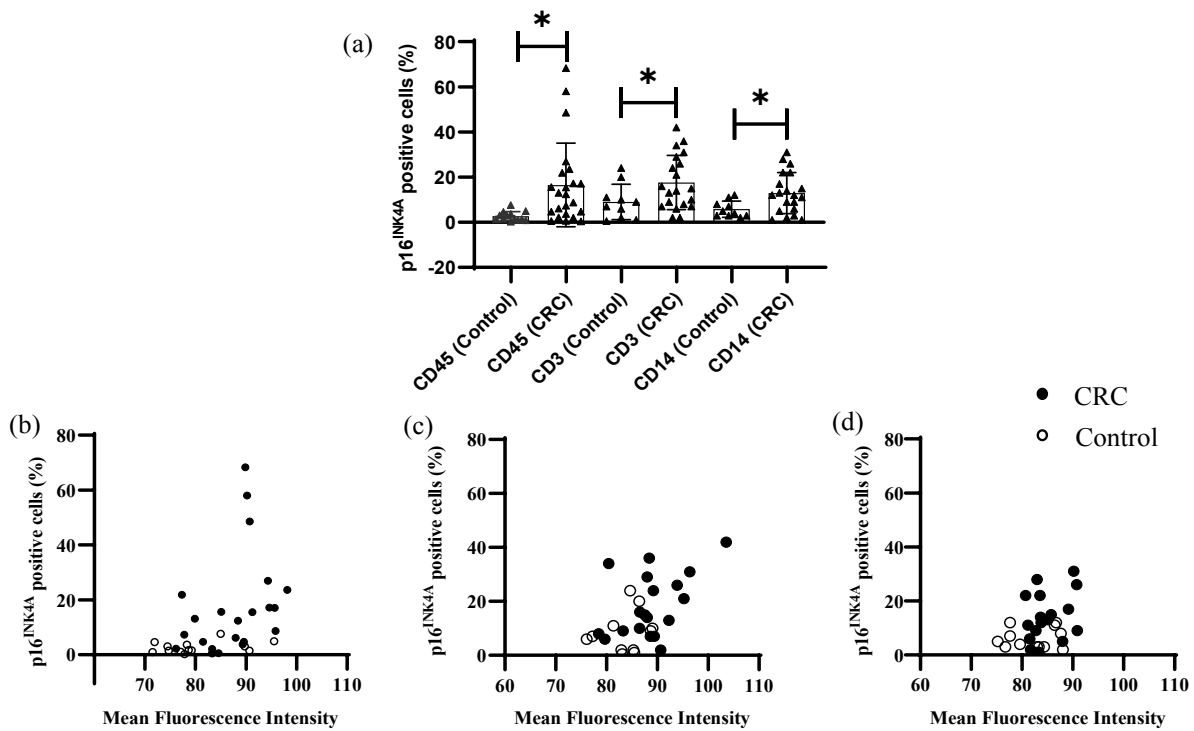 (a)
*
*
*
p16INK4A positive cells (%)
80
60
40
20
0
-20
CD45 (Control)
CD45 (CRC)
CD3 (Control)
CD3 (CRC)
CD14 (Control)
CD14 (CRC)
CRC
Control
(b)
p16INK4A positive cells (%)
80
60
40
20
0
70 80 90 100 110
Mean Fluorescence Intensity
(c)
p16INK4A positive cells (%)
80
60
40
20
0
60 70 80 90 100 110
Mean Fluorescence Intensity
(d)
p16INK4A positive cells (%)
80
60
40
20
0
60 70 80 90 100 110
Mean Fluorescence Intensity